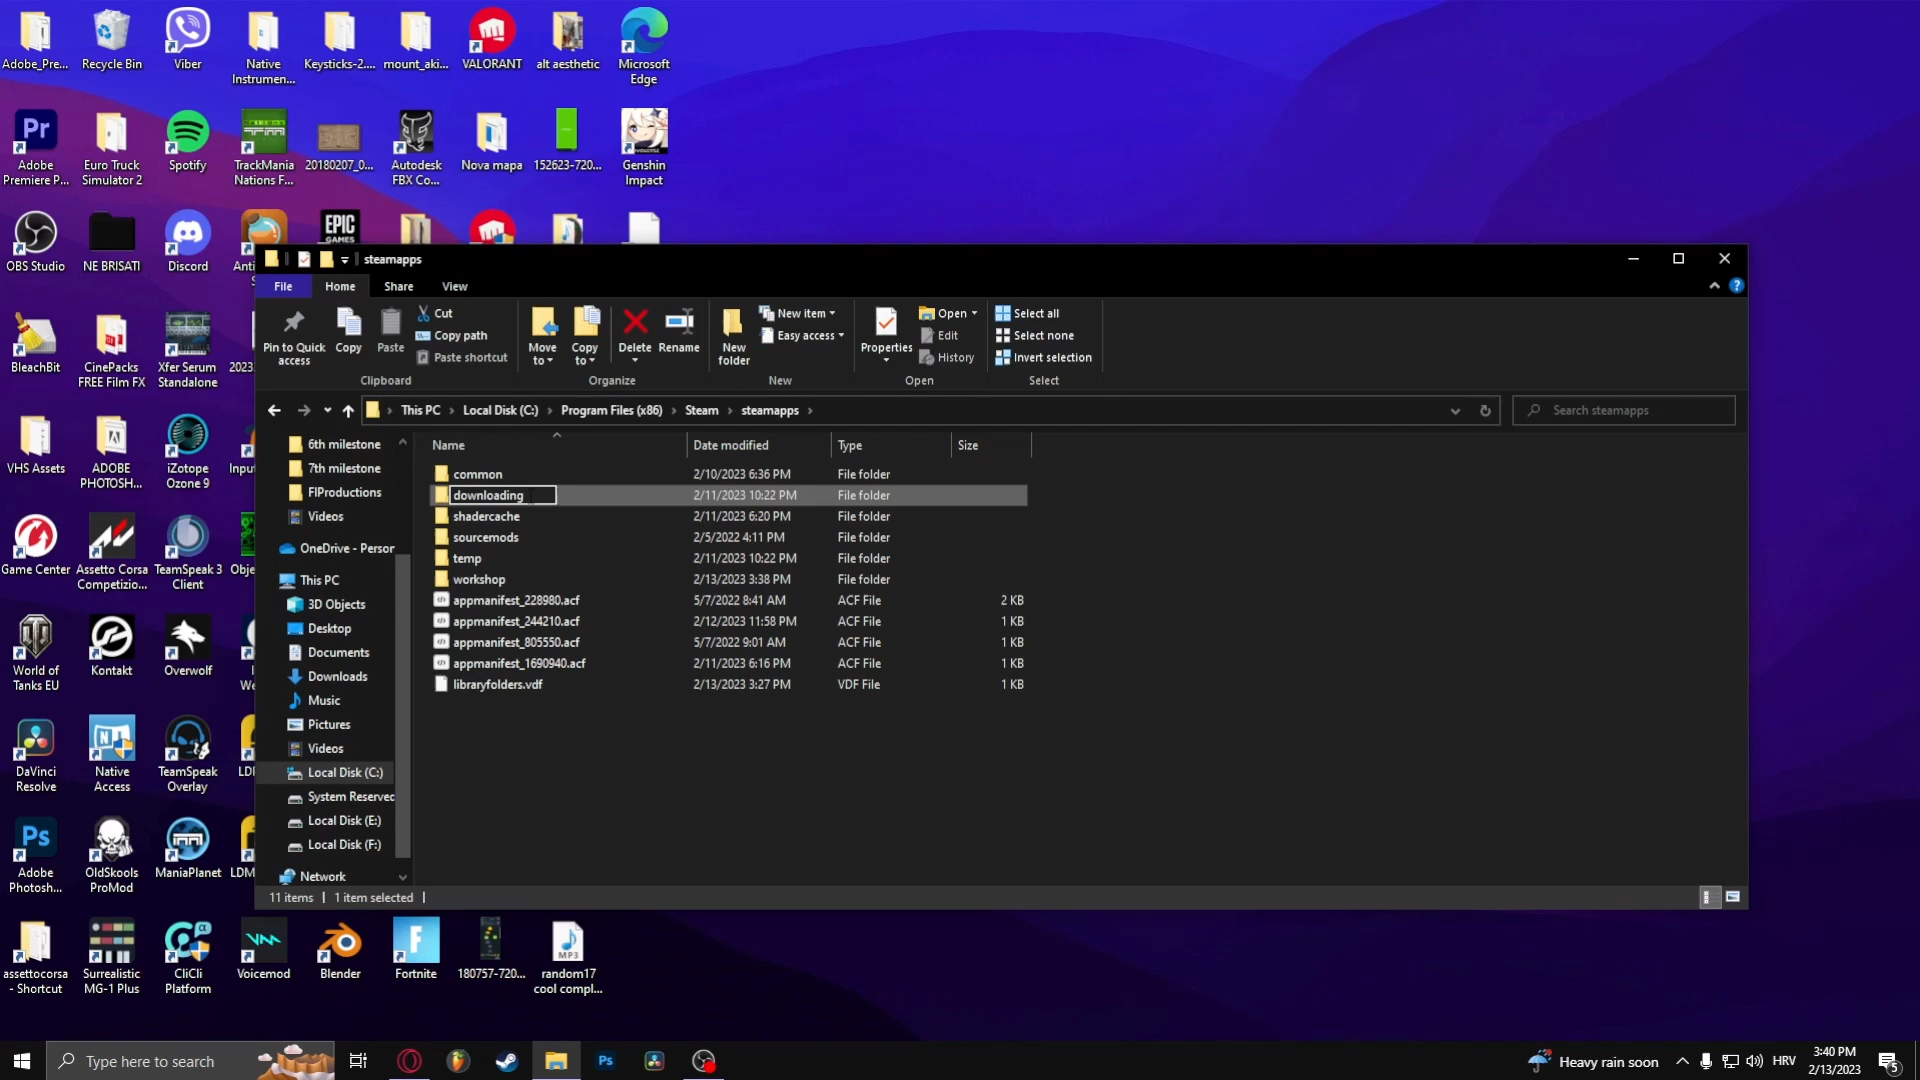 Adobe_Pre...
Recycle Bin
Viber
Native
Instrumen...
Keysticks-2....
mount_aki...
VALORANT
alt aesthetic
Microsoft
Edge
Pr
Adobe
Premiere P...
Euro Truck
Simulator 2
Spotify
TrackMania
Nations F...
20180207_0...
Autodesk
FBX Co...
Nova mapa
152623-720...
Genshin
Impact
OBS Studio
NE BRISATI
Discord
Anti
EPIC
GAMES
steamapps
File
Home
Share
View
Pin to Quick
access
Copy
Paste
Cut
Copy path
Paste shortcut
Clipboard
Move
to
Copy
to
Delete
Rename
Organize
New
folder
New item
Easy access
New
Properties
Open
Edit
History
Open
Select all
Select none
Invert selection
Select
This PC
Local Disk (C:)
Program Files (x86)
Steam
steamapps
Search steamapps
BleachBit
CinePacks
FREE Film FX
Xfer Serum
Standalone
2023
VHS Assets
ADOBE
PHOTOSH...
iZotope
Ozone 9
Inpu
Game Center
Assetto Corsa
Competizio...
TeamSpeak 3
Client
Obje
World of
Tanks EU
Kontakt
Overwolf
We
DaVinci
Resolve
Native
Access
TeamSpeak
Overlay
LDI
Ps
Adobe
Photosh...
OldSkools
ProMod
ManiaPlanet
LDM
6th milestone
7th milestone
FIProductions
Videos
OneDrive - Person
This PC
3D Objects
Desktop
Documents
Downloads
Music
Pictures
Videos
Local Disk (C:)
System Reserved
Local Disk (E:)
Local Disk (F:)
Network
Name Date modified Type Size
common 2/10/2023 6:36 PM File folder
downloading 2/11/2023 10:22 PM File folder
shadercache 2/11/2023 6:20 PM File folder
sourcemods 2/5/2022 4:11 PM File folder
temp 2/11/2023 10:22 PM File folder
workshop 2/13/2023 3:38 PM File folder
appmanifest_228980.acf 5/7/2022 8:41 AM ACF File 2 KB
appmanifest_244210.acf 2/12/2023 11:58 PM ACF File 1 KB
appmanifest_805550.acf 5/7/2022 9:01 AM ACF File 1 KB
appmanifest_1690940.acf 2/11/2023 6:16 PM ACF File 1 KB
libraryfolders.vdf 2/13/2023 3:27 PM VDF File 1 KB
11 items
1 item selected
assettocorsa
- Shortcut
Surrealistic
MG-1 Plus
CliCli
Platform
Voicemod
Blender
Fortnite
180757-720...
MP3
random17
cool compl...
Type here to search
Ps
Heavy rain soon
HRV
3:40 PM
2/13/2023
5